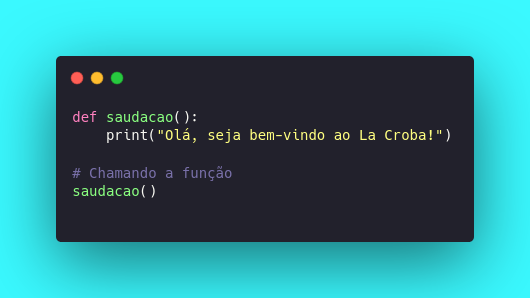 def saudacao():
    print("Olá, seja bem-vindo ao La Croba!")
# Chamando a função
saudacao()